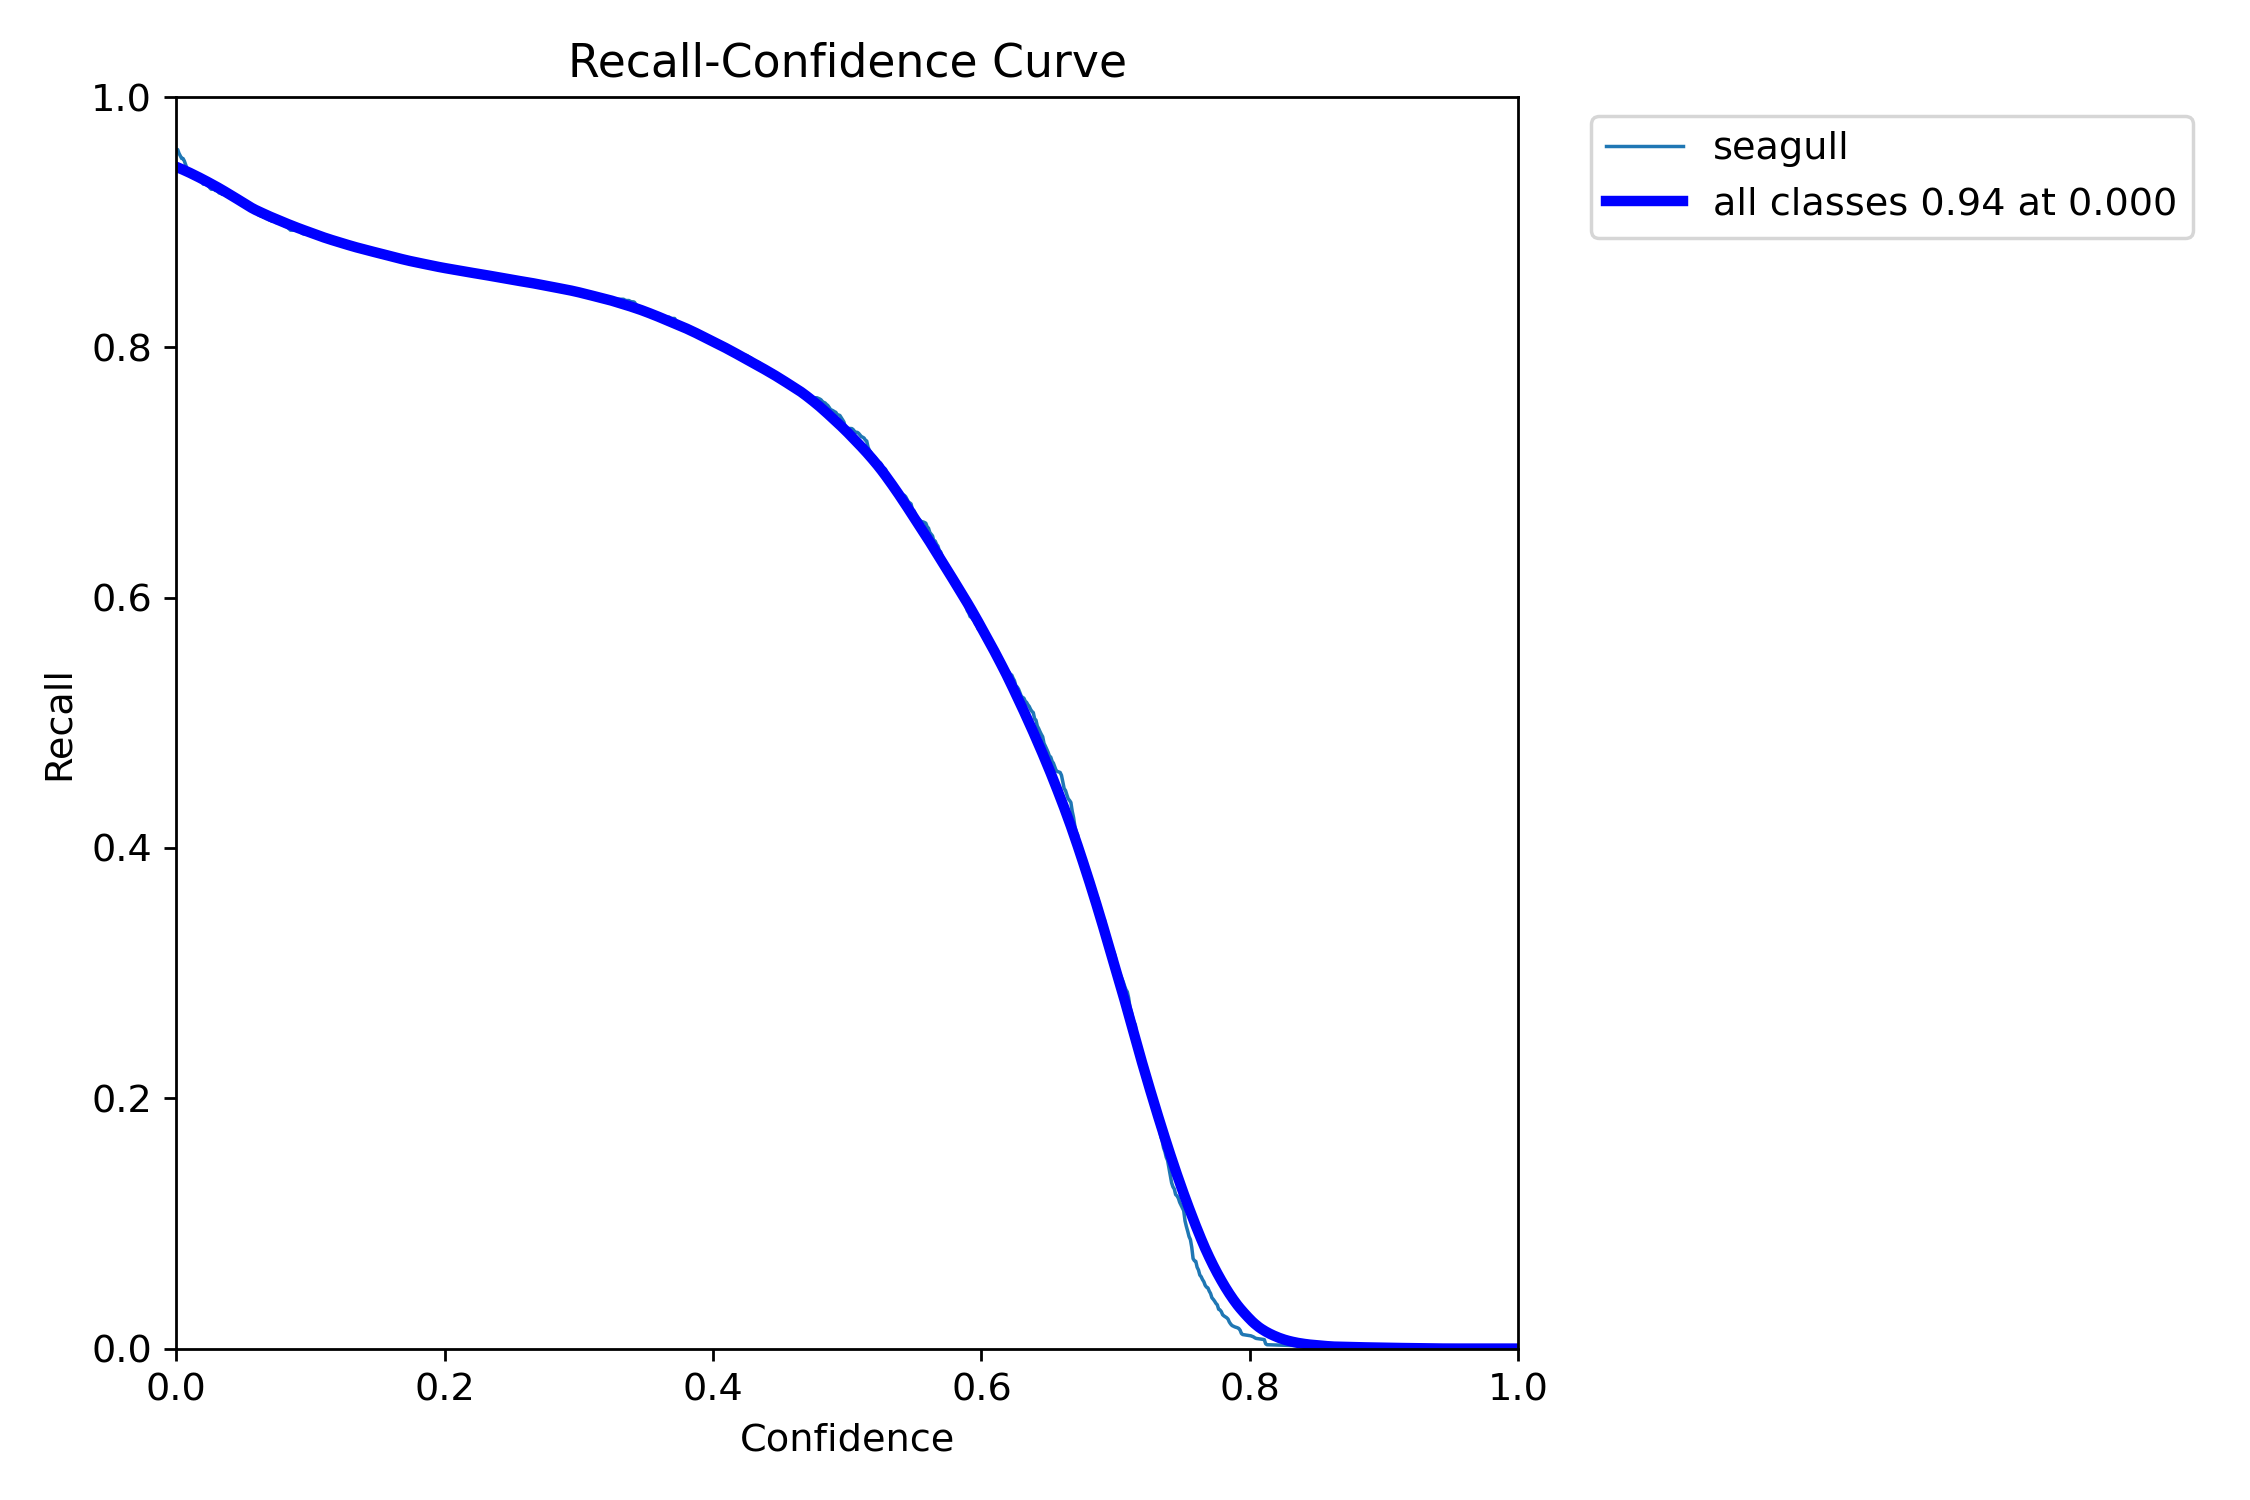 Recall-Confidence Curve
1.0
0.8
0.6
0.4
0.2
0.0
Recall
0.0 0.2 0.4 0.6 0.8 1.0
Confidence
seagull
all classes 0.94 at 0.000